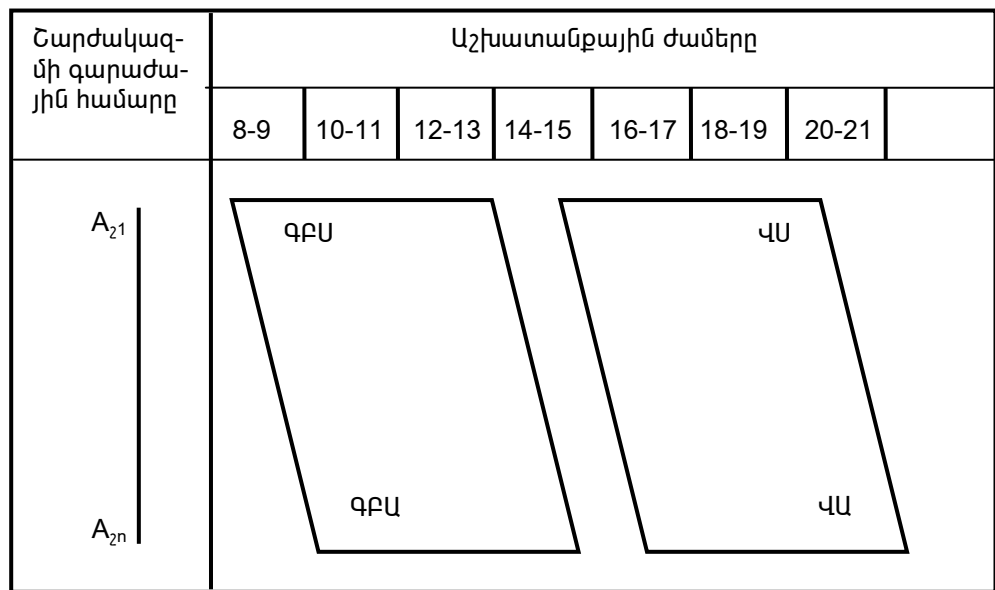 Շարժակազ-
մի գարաժա-
յին համարը
Աշխատանքային ժամերը
8-9 10-11 12-13 14-15 16-17 18-19 20-21
A₂1
ԳԲՍ
ՎՍ
ԳԲԱ
ՎԱ
A₂n